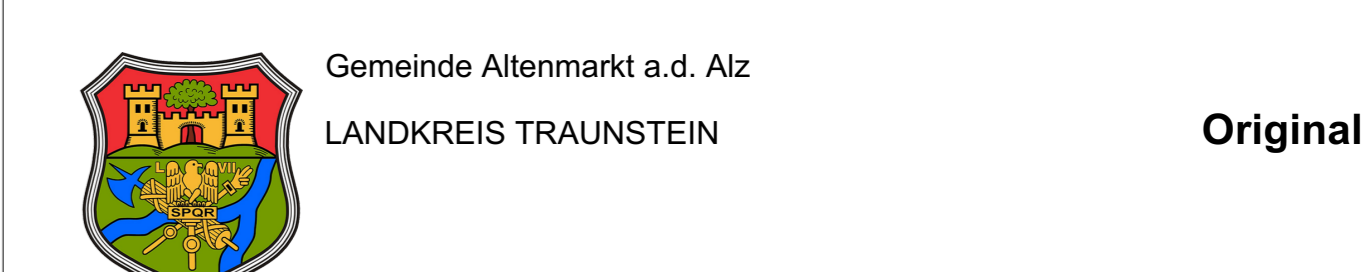 Gemeinde Altenmarkt a.d. Alz
LANDKREIS TRAUNSTEIN
Original
L VII
SPQR